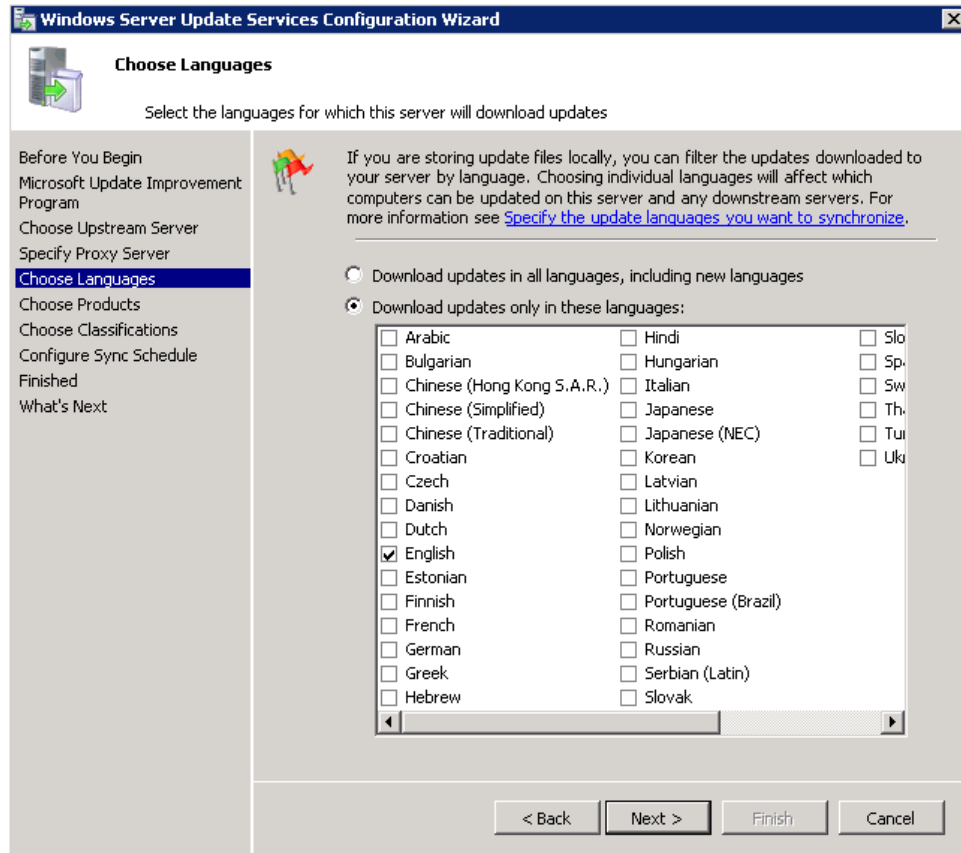 Windows Server Update Services Configuration Wizard
Choose Languages
Select the languages for which this server will download updates
Before You Begin
Microsoft Update Improvement
Program
Choose Upstream Server
Specify Proxy Server
Choose Languages
Choose Products
Choose Classifications
Configure Sync Schedule
Finished
What's Next
If you are storing update files locally, you can filter the updates downloaded to
your server by language. Choosing individual languages will affect which
computers can be updated on this server and any downstream servers. For
more information see Specify the update languages you want to synchronize.
Download updates in all languages, including new languages
Download updates only in these languages:
Arabic
Bulgarian
Chinese (Hong Kong S.A.R.)
Chinese (Simplified)
Chinese (Traditional)
Croatian
Czech
Danish
Dutch
English
Estonian
Finnish
French
German
Greek
Hebrew
Hindi
Hungarian
Italian
Japanese
Japanese (NEC)
Korean
Latvian
Lithuanian
Norwegian
Polish
Portuguese
Portuguese (Brazil)
Romanian
Russian
Serbian (Latin)
Slovak
< Back
Next >
Finish
Cancel